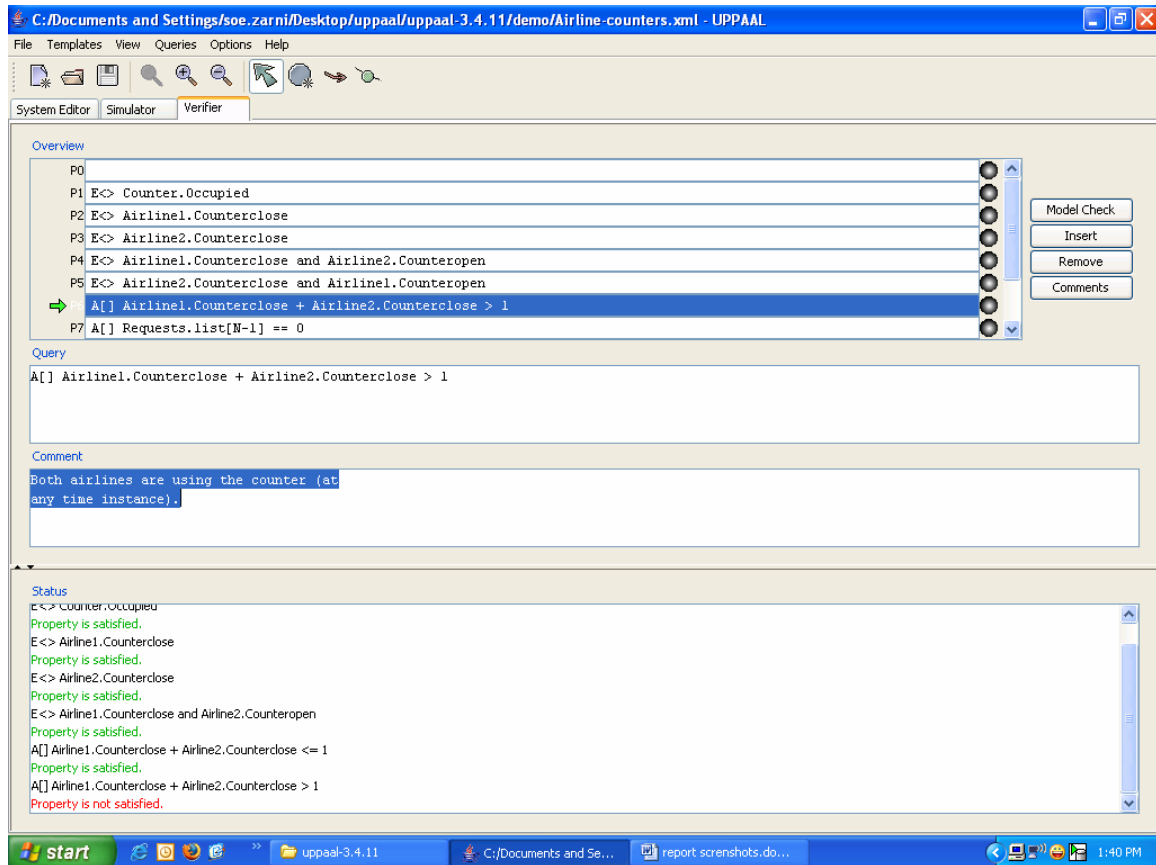 C:/Documents and Settings/soe.zarni/Desktop/uppaal/uppaal-3.4.11/demo/Airline-counters.xml - UPPAAL
File Templates View Queries Options Help
System Editor Simulator Verifier
Overview
P0
P1 E<> Counter.Occupied
P2 E<> Airline1.Counterclose
P3 E<> Airline2.Counterclose
P4 E<> Airline1.Counterclose and Airline2.Counteropen
P5 E<> Airline2.Counterclose and Airline1.Counteropen
P6 A[] Airline1.Counterclose + Airline2.Counterclose > 1
P7 A[] Requests.list[N-1] == 0
Model Check
Insert
Remove
Comments
Query
A[] Airline1.Counterclose + Airline2.Counterclose > 1
Comment
Both airlines are using the counter (at
any time instance).
Status
E<> Counter.Occupied
Property is satisfied.
E<> Airline1.Counterclose
Property is satisfied.
E<> Airline2.Counterclose
Property is satisfied.
E<> Airline1.Counterclose and Airline2.Counteropen
Property is satisfied.
A[] Airline1.Counterclose + Airline2.Counterclose <= 1
Property is satisfied.
A[] Airline1.Counterclose + Airline2.Counterclose > 1
Property is not satisfied.
start » uppaal-3.4.11 C:/Documents and Se... report screnshots.do... 1:40 PM